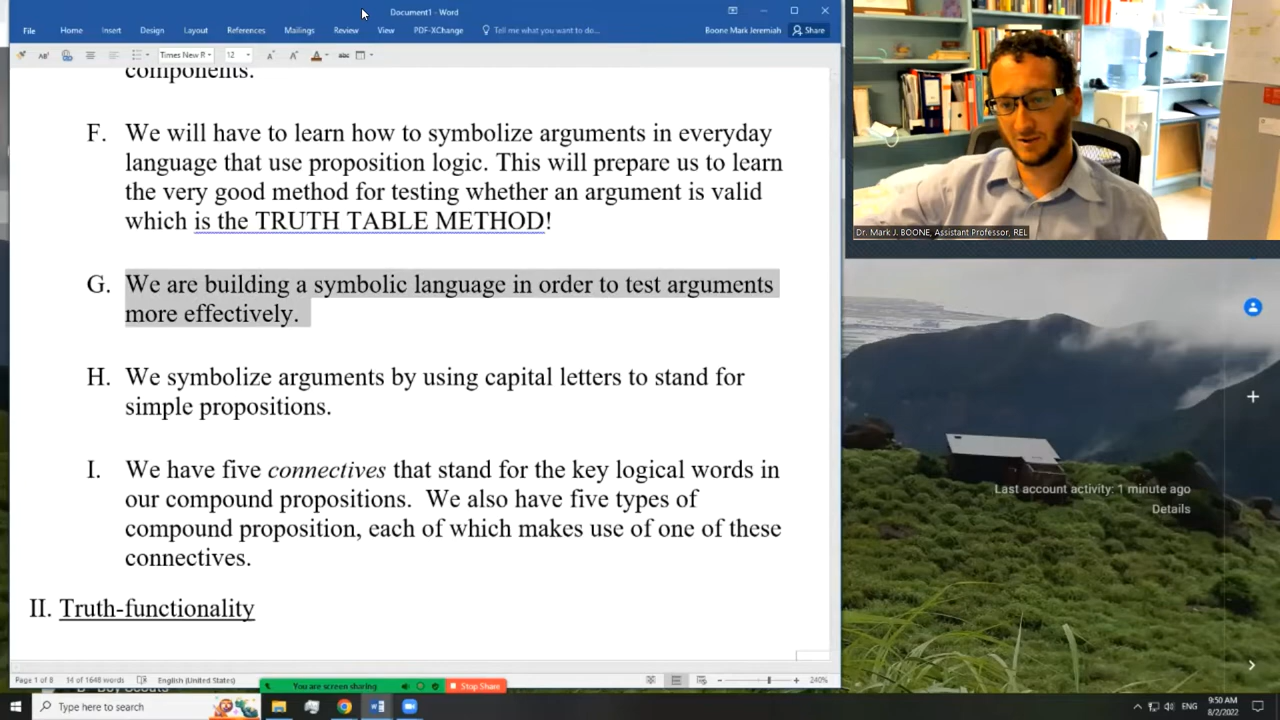 Document1 - Word
File Home Insert Design Layout References Mailings Review View PDF-XChange Tell me what you want to do... Boone Mark Jeremiah Share
Times New R 12
components.
F. We will have to learn how to symbolize arguments in everyday
language that use proposition logic. This will prepare us to learn
the very good method for testing whether an argument is valid
which is the TRUTH TABLE METHOD!
G. We are building a symbolic language in order to test arguments
more effectively.
H. We symbolize arguments by using capital letters to stand for
simple propositions.
I. We have five connectives that stand for the key logical words in
our compound propositions. We also have five types of
compound proposition, each of which makes use of one of these
connectives.
II. Truth-functionality
Page 1 of 8 14 of 1648 words English (United States) 240%
You are screen sharing Stop Share
Dr. Mark J. BOONE, Assistant Professor, REL
Last account activity: 1 minute ago
Details
Type here to search
ENG
9:50 AM
8/2/2022